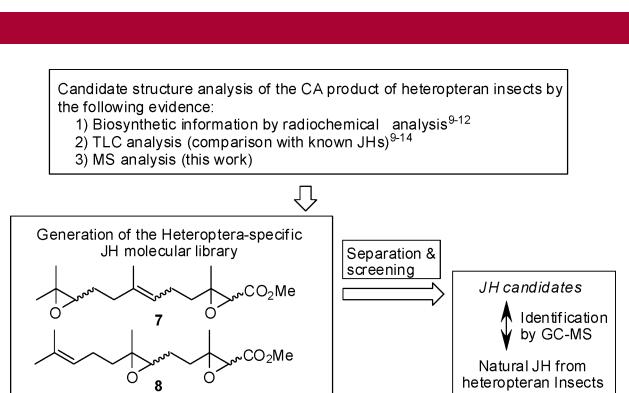 Candidate structure analysis of the CA product of heteropteran insects by
the following evidence:
1) Biosynthetic information by radiochemical analysis9-12
2) TLC analysis (comparison with known JHs)9-14
3) MS analysis (this work)
Generation of the Heteroptera-specific
JH molecular library
O
O
CO2Me
7
O
O
CO2Me
8
Separation &
screening
JH candidates
Identification
by GC-MS
Natural JH from
heteropteran Insects